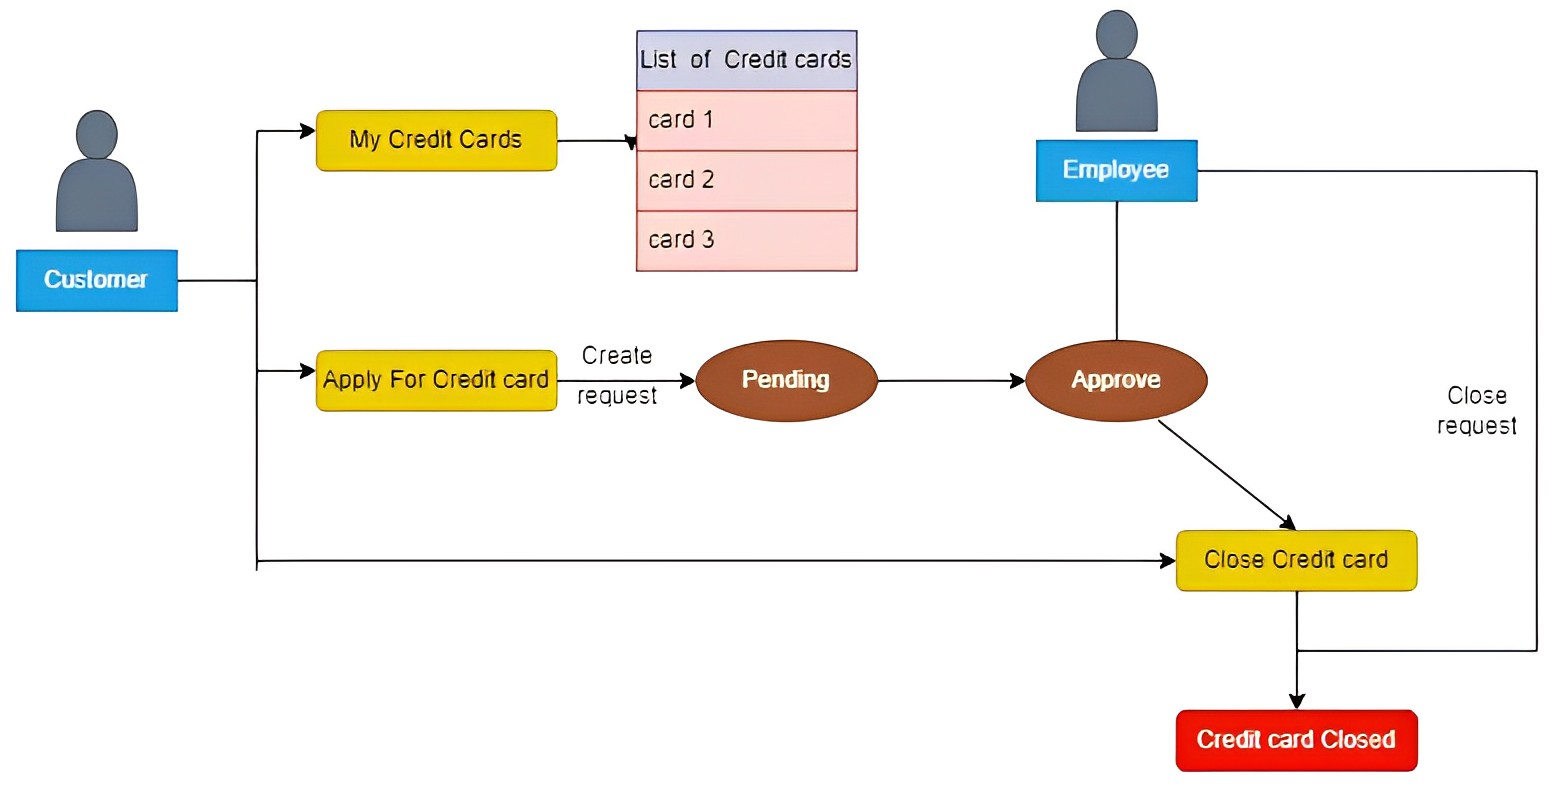 List of Credit cards
card 1
card 2
card 3
My Credit Cards
Employee
Customer
Apply For Credit card
Create
request
Pending
Approve
Close
request
Close Credit card
Credit card Closed